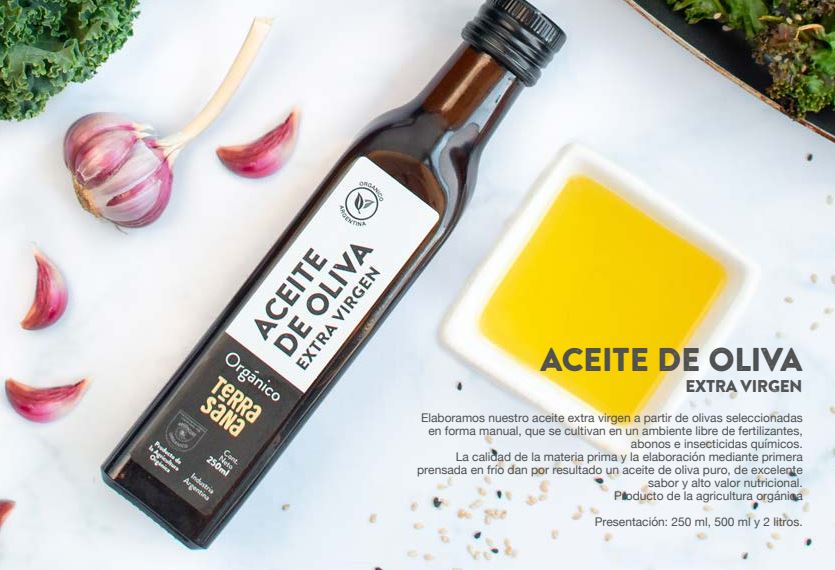 ORGÁNICO
ARGENTINA
ACEITE
DE OLIVA
EXTRA VIRGEN
Orgánico
TERRA
SANA
Producto de
la Agricultura
Orgánica
Cont.
Neto
250ml
Industria
Argentina
ACEITE DE OLIVA
EXTRA VIRGEN
Elaboramos nuestro aceite extra virgen a partir de olivas seleccionadas
en forma manual, que se cultivan en un ambiente libre de fertilizantes,
abonos e insecticidas químicos.
La calidad de la materia prima y la elaboración mediante primera
prensada en frío dan por resultado un aceite de oliva puro, de excelente
sabor y alto valor nutricional.
Producto de la agricultura orgánica
Presentación: 250 ml, 500 ml y 2 litros.